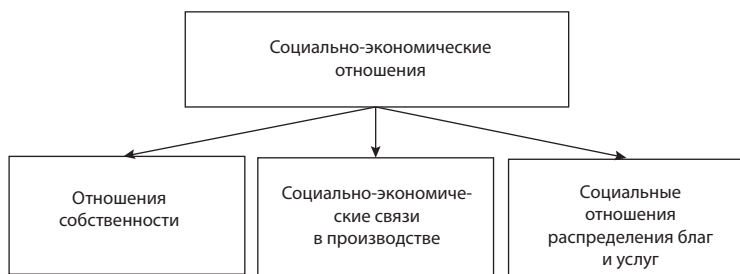 Социально-экономические
отношения
Отношения
собственности
Социально-экономиче-
ские связи
в производстве
Социальные
отношения
распределения благ
и услуг